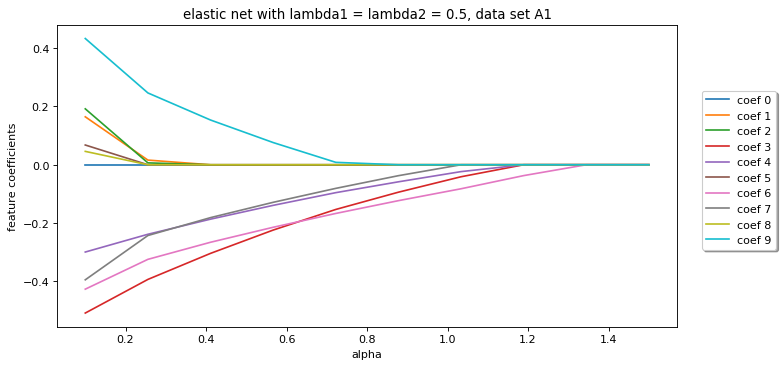 elastic net with lambda1 = lambda2 = 0.5, data set A1
feature coefficients
0.4
0.2
0.0
−0.2
−0.4
0.2
0.4
0.6
0.8
1.0
1.2
1.4
alpha
coef 0
coef 1
coef 2
coef 3
coef 4
coef 5
coef 6
coef 7
coef 8
coef 9